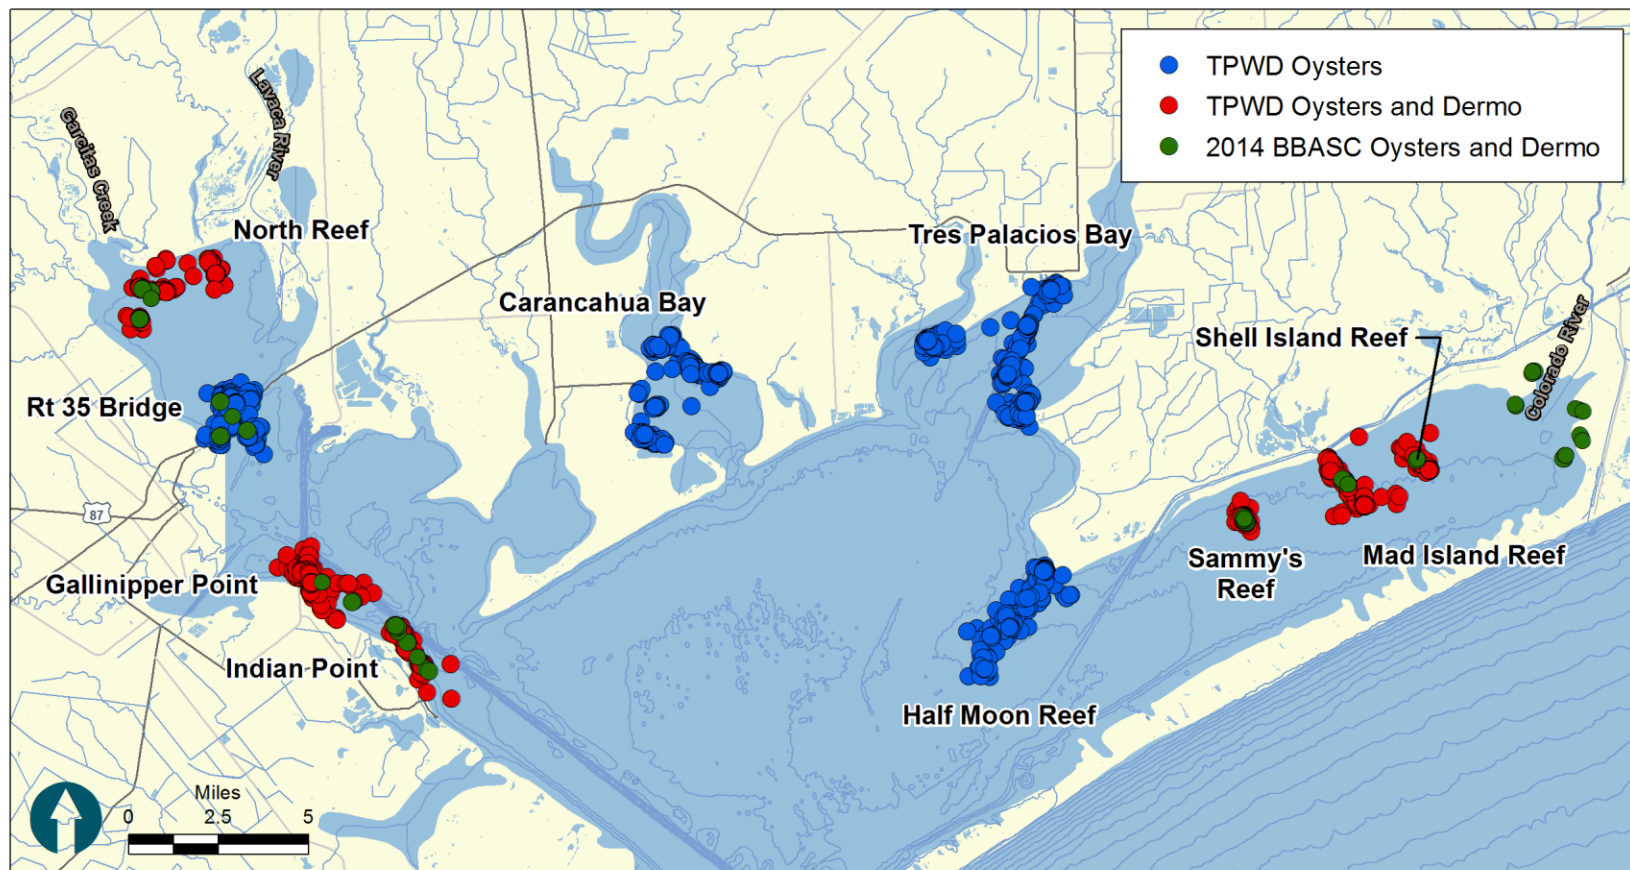 TPWD Oysters
TPWD Oysters and Dermo
2014 BBASC Oysters and Dermo
Lavaca River
Garcitas Creek
North Reef
Tres Palacios Bay
Carancahua Bay
Shell Island Reef
Colorado River
Rt 35 Bridge
87
Sammy's
Reef
Mad Island Reef
Gallinipper Point
Indian Point
Half Moon Reef
Miles
0 2.5 5